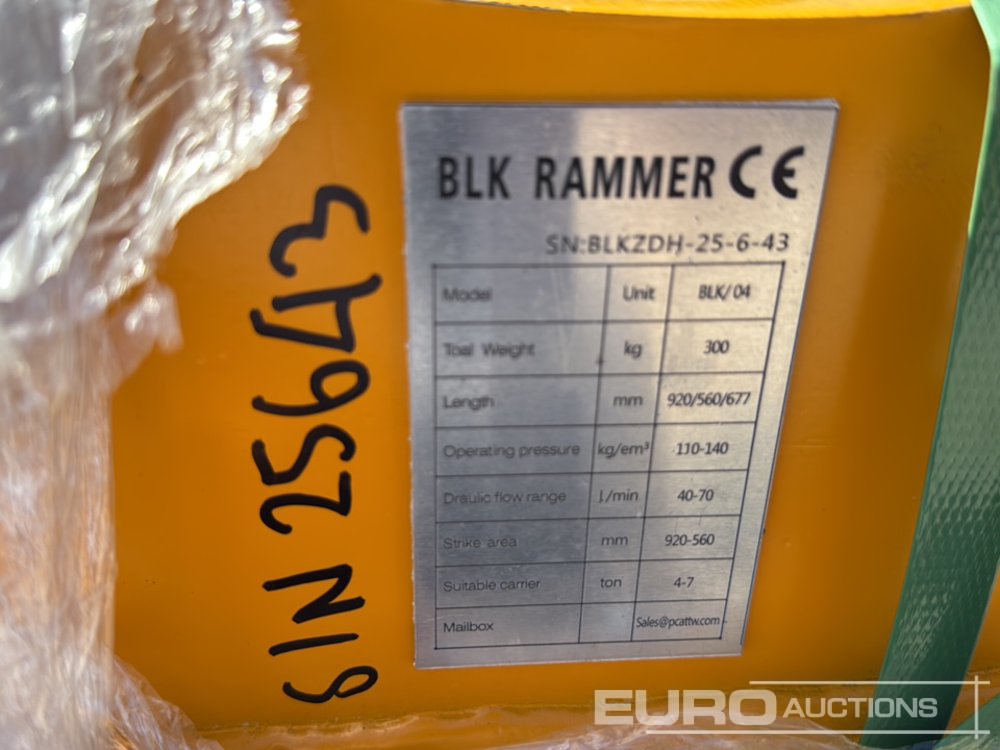 BLK RAMMER CE
SN:BLKZDH-25-6-43
Model Unit BLK/04
Toal Weight kg 300
Length mm 920/560/677
Operating pressure kg/em³ 110-140
Draulic flow range l/min 40-70
Strike area mm 920-560
Suitable carrier ton 4-7
Mailbox Sales@pcattw.com
S/N 25643
EURO AUCTIONS